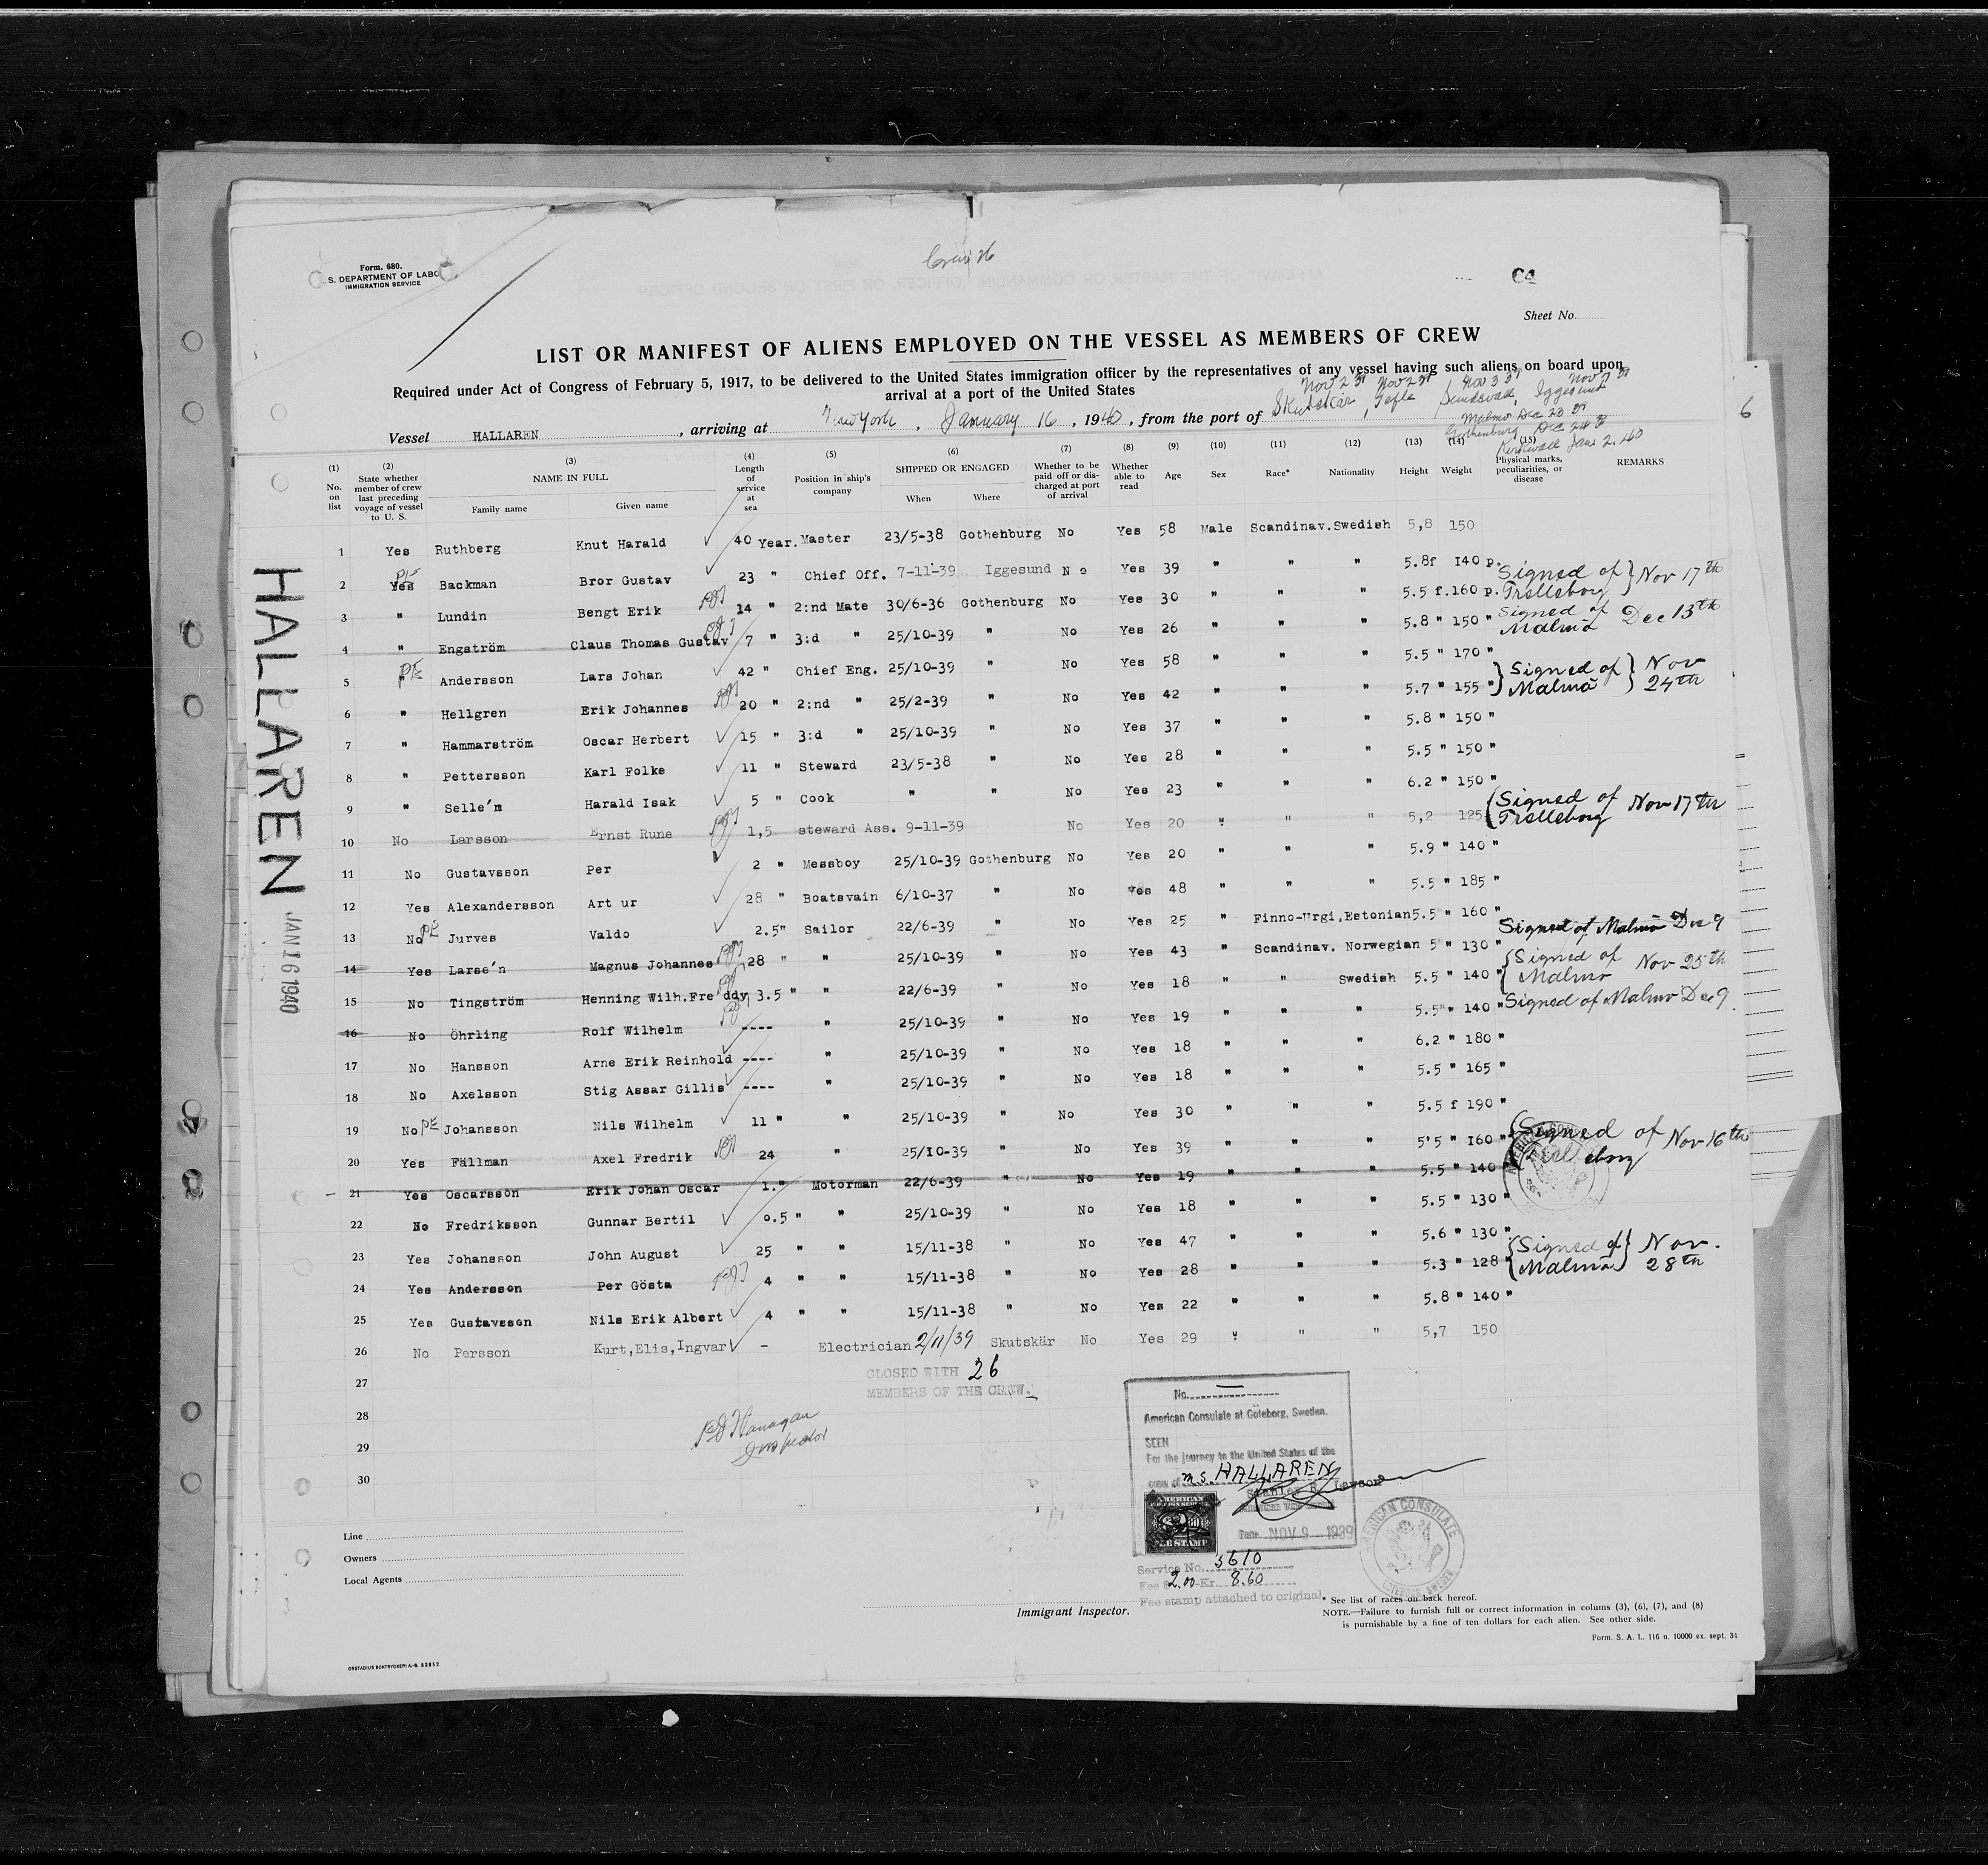 Form. 680.
S. DEPARTMENT OF LABO
IMMIGRATION SERVICE
Crew 26
Sheet No.
LIST OR MANIFEST OF ALIENS EMPLOYED ON THE VESSEL AS MEMBERS OF CREW
Required under Act of Congress of February 5, 1917, to be delivered to the United States immigration officer by the representatives of any vessel having such aliens on board upon
arrival at a port of the United States
Nov 2 39 Nov 2 39 Nov 3 39 Nov 7 39
Vessel HALLAREN, arriving at New York, January 16, 1940, from the port of Skutskär, Gefle Sundsvall, Iggesund
Malmö Dec 23 39
Gothenburg Dec 24 39
Kirkwall Jan 2. 40
(1) (2) (3) (4) (5) (6) (7) (8) (9) (10) (11) (12) (13) (14) (15)
No. on list
State whether member of crew last preceding voyage of vessel to U. S.
NAME IN FULL
Family name Given name
Length of service at sea
Position in ship's company
SHIPPED OR ENGAGED
When Where
Whether to be paid off or discharged at port of arrival
Whether able to read
Age Sex Race* Nationality Height Weight
Physical marks, peculiarities, or disease
REMARKS
1 Yes Ruthberg Knut Harald 40 Year. Master 23/5-38 Gothenburg No Yes 58 Male Scandinav. Swedish 5,8 150
2 Yes Backman Bror Gustav 23 " Chief Off. 7-11-39 Iggesund No Yes 39 " " " 5.8f 140 p.
3 " Lundin Bengt Erik 14 " 2:nd Mate 30/6-36 Gothenburg No Yes 30 " " " 5.5 f. 160 p. Signed of Trelleborg } Nov 17th
4 " Engström Claus Thomas Gustav 7 " 3:d " 25/10-39 " No Yes 26 " " " 5.8 " 150 " Signed of Malmö Dec 13th
5 Andersson Lars Johan 42 " Chief Eng. 25/10-39 " No Yes 58 " " " 5.5 " 170 "
6 " Hellgren Erik Johannes 20 " 2:nd " 25/2-39 " No Yes 42 " " " 5.7 " 155 " } Signed of Malmö } Nov 24th
7 " Hammarström Oscar Herbert 15 " 3:d " 25/10-39 " No Yes 37 " " " 5.8 " 150 "
8 " Pettersson Karl Folke 11 " Steward 23/5-38 " No Yes 28 " " " 5.5 " 150 "
9 " Selle'n Harald Isak 5 " Cook " " No Yes 23 " " " 6.2 " 150 "
10 No Larsson Ernst Rune 1,5 steward Ass. 9-11-39 No Yes 20 " " " 5,2 125 { Signed of Trelleborg Nov 17th
11 No Gustavsson Per 2 " Messboy 25/10-39 Gothenburg No Yes 20 " " " 5.9 " 140 "
12 Yes Alexandersson Art ur 28 " Boatsvain 6/10-37 " No Yes 48 " " " 5.5 " 185 "
13 No Jurves Valdo 2.5" Sailor 22/6-39 " No Yes 25 " Finno-Urgi, Estonian 5.5 " 160 "
14 Yes Larse'n Magnus Johannes 28 " " 25/10-39 " No Yes 43 " Scandinav. Norwegian 5 " 130 " Signed of Malmö Dec 9
15 No Tingström Henning Wilh.Freddy 3.5 " " 22/6-39 " No Yes 18 " " Swedish 5.5 " 140 " { Signed of Malmö Nov 25th
16 No Öhrling Rolf Wilhelm ---- " 25/10-39 " No Yes 19 " " " 5.5 " 140 " Signed of Malmö Dec 9
17 No Hansson Arne Erik Reinhold ---- " 25/10-39 " No Yes 18 " " " 6.2 " 180 "
18 No Axelsson Stig Assar Gillis ---- " 25/10-39 " No Yes 18 " " " 5.5 " 165 "
19 No Johansson Nils Wilhelm 11 " " 25/10-39 " No Yes 30 " " " 5.5 f 190 "
20 Yes Fällman Axel Fredrik 24 " 25/10-39 " No Yes 39 " " " 5'5 " 160 " { Signed of Trelleborg Nov 16th
21 Yes Oscarsson Erik Johan Oscar 1." Motorman 22/6-39 " No Yes 19 " " " 5.5 " 140
22 No Fredriksson Gunnar Bertil 0.5 " " 25/10-39 " No Yes 18 " " " 5.5 " 130 "
23 Yes Johansson John August 25 " " 15/11-38 " No Yes 47 " " " 5.6 " 130 "
24 Yes Andersson Per Gösta 4 " " 15/11-38 " No Yes 28 " " " 5.3 " 128 " { Signed of Malmö } Nov. 28th
25 Yes Gustavsson Nils Erik Albert 4 " " 15/11-38 " No Yes 22 " " " 5.8 " 140 "
26 No Persson Kurt,Elis,Ingvar - Electrician 2/11/39 Skutskär No Yes 29 " " " 5,7 150
27
28
29
30
HALLAREN
JAN 16 1940
6
CLOSED WITH 26
MEMBERS OF THE CREW.
Inspector
No.
American Consulate at Göteborg, Sweden.
SEEN
For the journey to the United States of the
copy of m.s. HALLAREN
Stanley R. Lawson
Date NOV 9 1939
AMERICAN CONSULATE
Service No. 3610
Fee $ 2.00 Kr. 8.60
Fee stamp attached to original.
Line
Owners
Local Agents
Immigrant Inspector.
* See list of races on back hereof.
NOTE.—Failure to furnish full or correct information in colums (3), (6), (7), and (8)
is punishable by a fine of ten dollars for each alien. See other side.
Form. S. A. L. 116 n. 10000 ex. sept. 34
ORSTADIUS BOKTRYCKERI A.-B. 52852